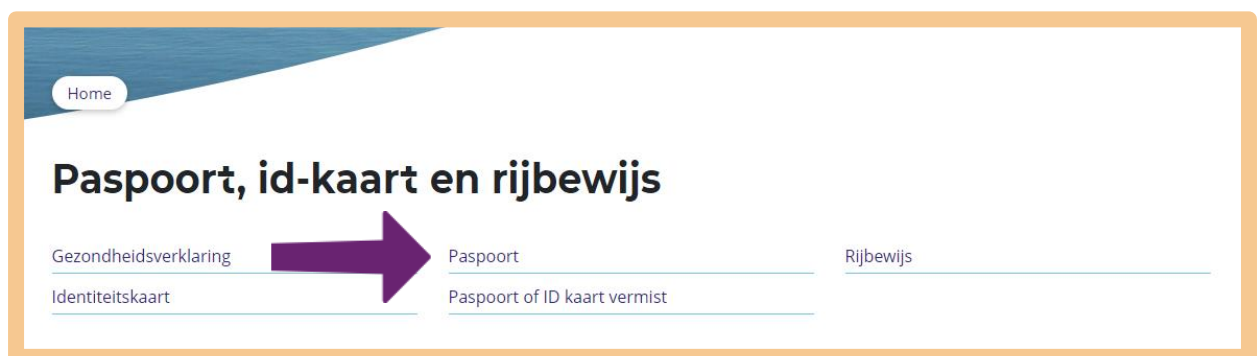 Home
Paspoort, id-kaart en rijbewijs
Gezondheidsverklaring
Paspoort
Rijbewijs
Identiteitskaart
Paspoort of ID kaart vermist